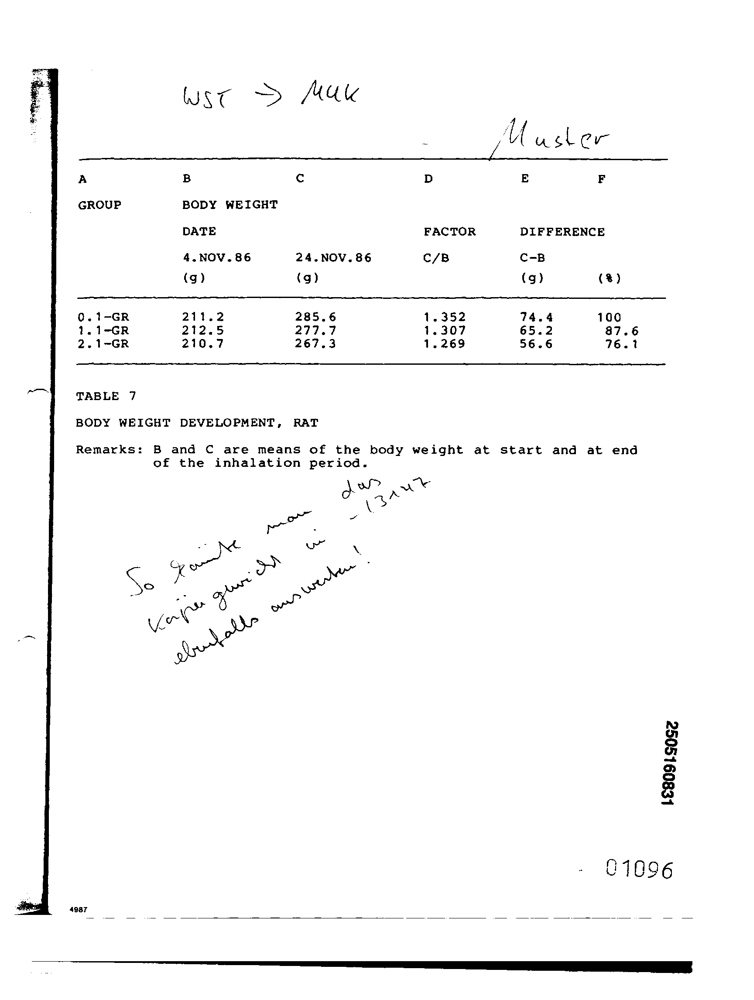 WST → MUK
Muster
A B C D E F
GROUP BODY WEIGHT
DATE FACTOR DIFFERENCE
4.NOV.86 24.NOV.86 C/B C-B
(g) (g) (g) (%)
0.1-GR 211.2 285.6 1.352 74.4 100
1.1-GR 212.5 277.7 1.307 65.2 87.6
2.1-GR 210.7 267.3 1.269 56.6 76.1
TABLE 7
BODY WEIGHT DEVELOPMENT, RAT
Remarks: B and C are means of the body weight at start and at end
of the inhalation period.
So könnte man das
Körpergewicht in -13147
ebenfalls auswerten!
2505160831
01096
4987